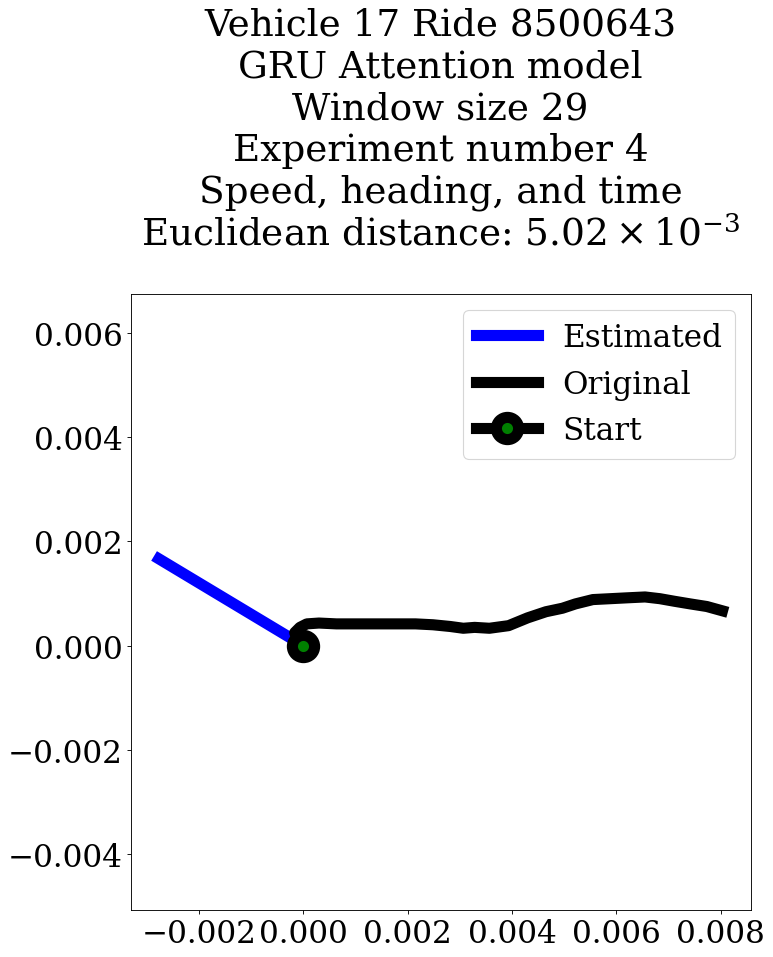 Vehicle 17 Ride 8500643
GRU Attention model
Window size 29
Experiment number 4
Speed, heading, and time
Euclidean distance: 5.02 × 10⁻³
Estimated
Original
Start
0.006
0.004
0.002
0.000
−0.002
−0.004
−0.002 0.000 0.002 0.004 0.006 0.008